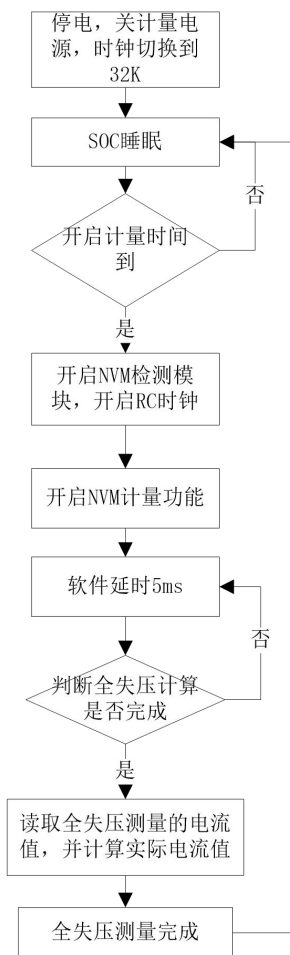 停电，关计量电
源，时钟切换到
32K
SOC睡眠
否
开启计量时间
到
是
开启NVM检测模
块，开启RC时钟
开启NVM计量功能
软件延时5ms
否
判断全失压计算
是否完成
是
读取全失压测量的电流
值，并计算实际电流值
全失压测量完成